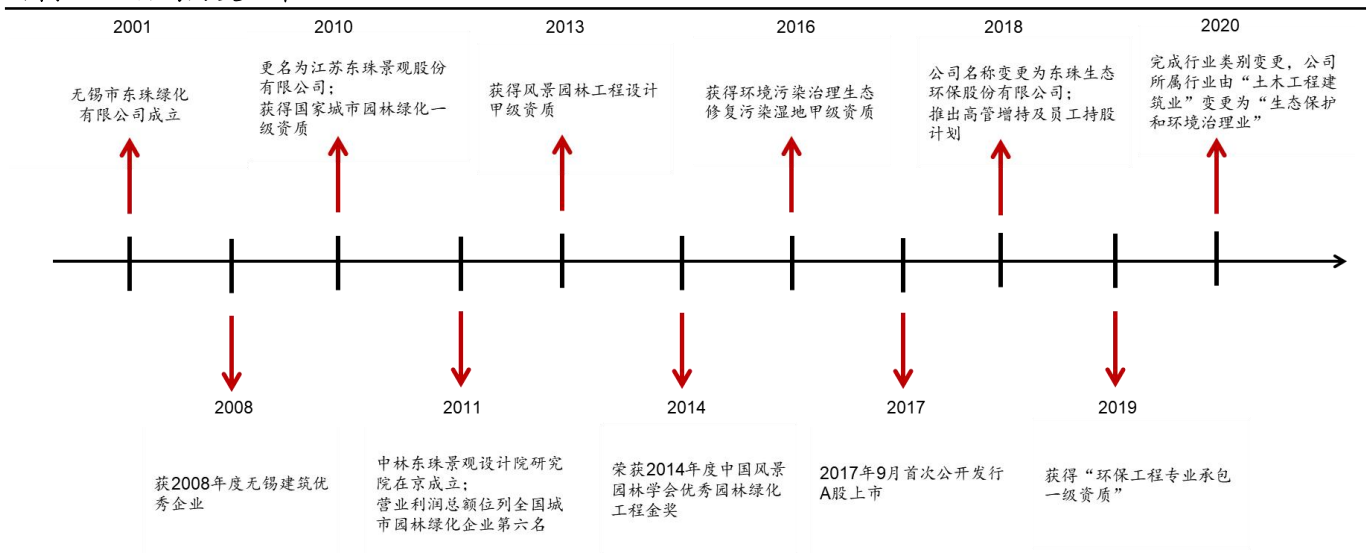 2001
无锡市东珠绿化
有限公司成立
2010
更名为江苏东珠景观股份
有限公司；
获得国家城市园林绿化一
级资质
2013
获得风景园林工程设计
甲级资质
2016
获得环境污染治理生态
修复污染湿地甲级资质
2018
公司名称变更为东珠生态
环保股份有限公司；
推出高管增持及员工持股
计划
2020
完成行业类别变更，公司
所属行业由“土木工程建
筑业”变更为“生态保护
和环境治理业”
2008
获2008年度无锡建筑优
秀企业
2011
中林东珠景观设计院研究
院在京成立；
营业利润总额位列全国城
市园林绿化企业第六名
2014
荣获2014年度中国风景
园林学会优秀园林绿化
工程金奖
2017
2017年9月首次公开发行
A股上市
2019
获得“环保工程专业承包
一级资质”